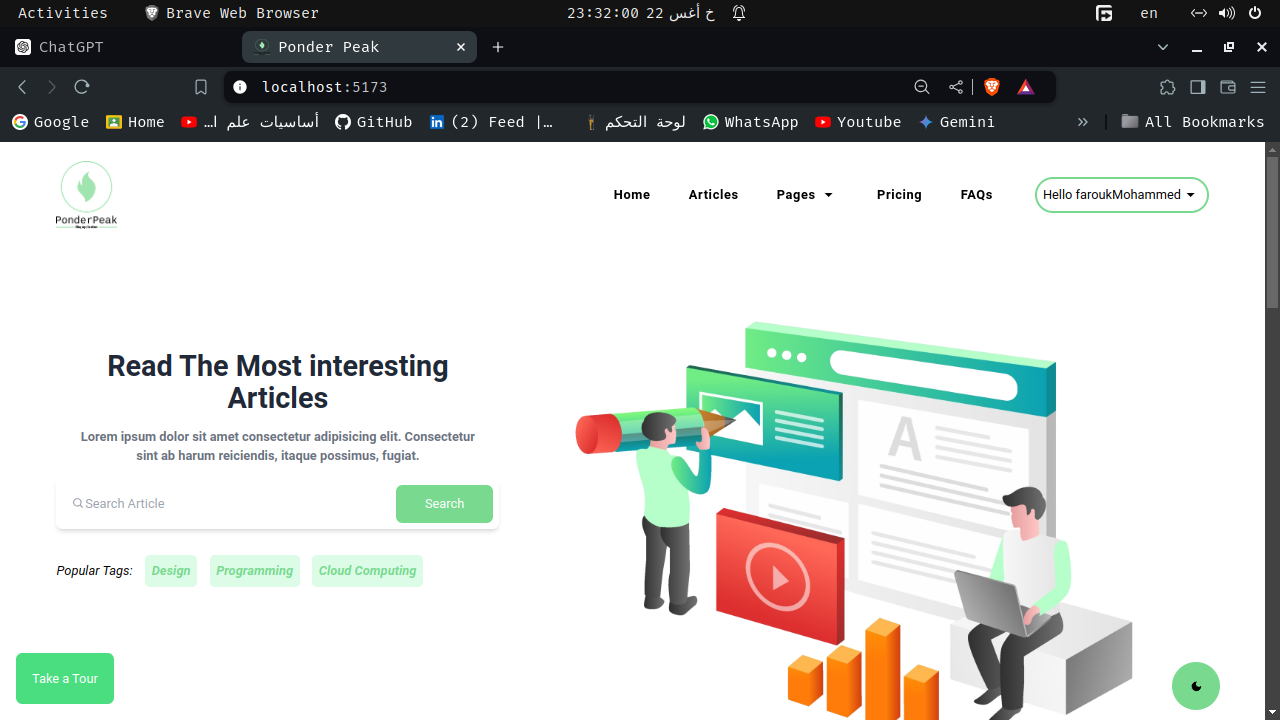 Activities
Brave Web Browser
23:32:00 22 خ أغس
en
ChatGPT
Ponder Peak
localhost:5173
Google
Home
أساسيات علم ا...
GitHub
(2) Feed |...
لوحة التحكم
WhatsApp
Youtube
Gemini
All Bookmarks
PonderPeak
Home
Articles
Pages
Pricing
FAQs
Hello faroukMohammed
Read The Most interesting
Articles
Lorem ipsum dolor sit amet consectetur adipisicing elit. Consectetur
sint ab harum reiciendis, itaque possimus, fugiat.
Search Article
Search
Popular Tags:
Design
Programming
Cloud Computing
A
Take a Tour